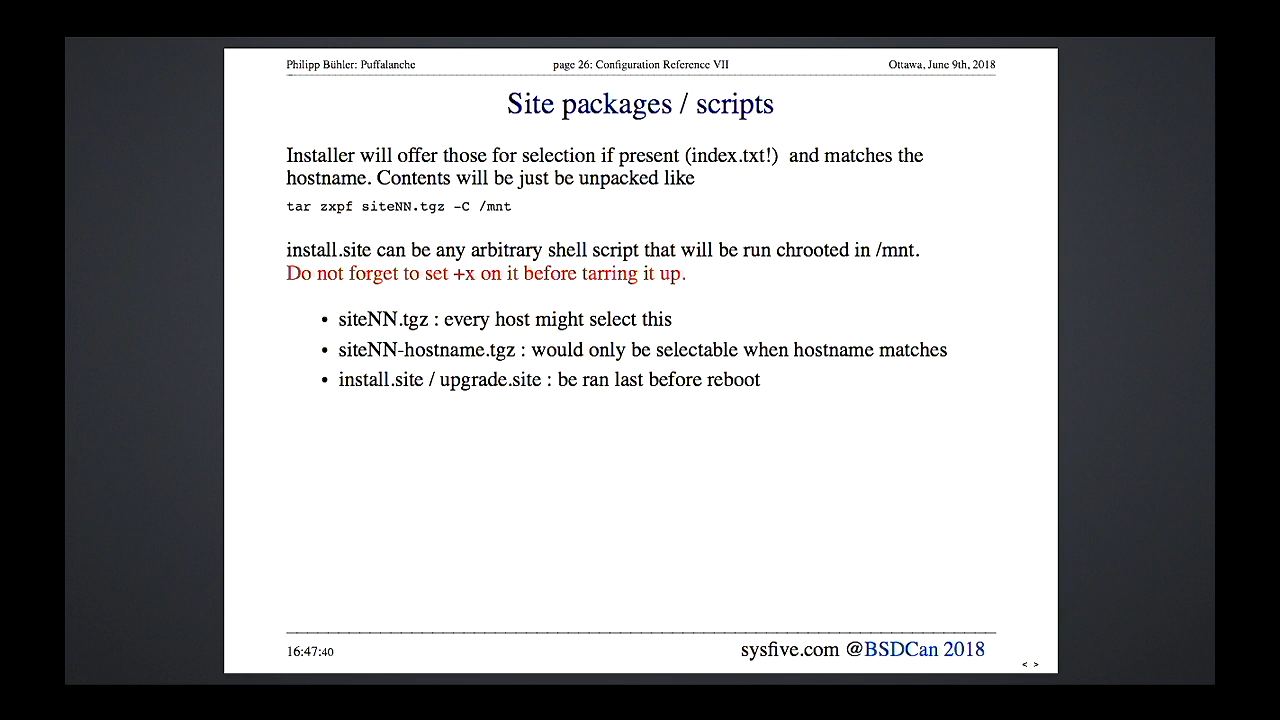 Philipp Bühler: Puffalanche page 26: Configuration Reference VII Ottawa, June 9th, 2018
Site packages / scripts
Installer will offer those for selection if present (index.txt!) and matches the
hostname. Contents will be just be unpacked like
tar zxpf siteNN.tgz -C /mnt
install.site can be any arbitrary shell script that will be run chrooted in /mnt.
Do not forget to set +x on it before tarring it up.
• siteNN.tgz : every host might select this
• siteNN-hostname.tgz : would only be selectable when hostname matches
• install.site / upgrade.site : be ran last before reboot
16:47:40 sysfive.com @BSDCan 2018
< >